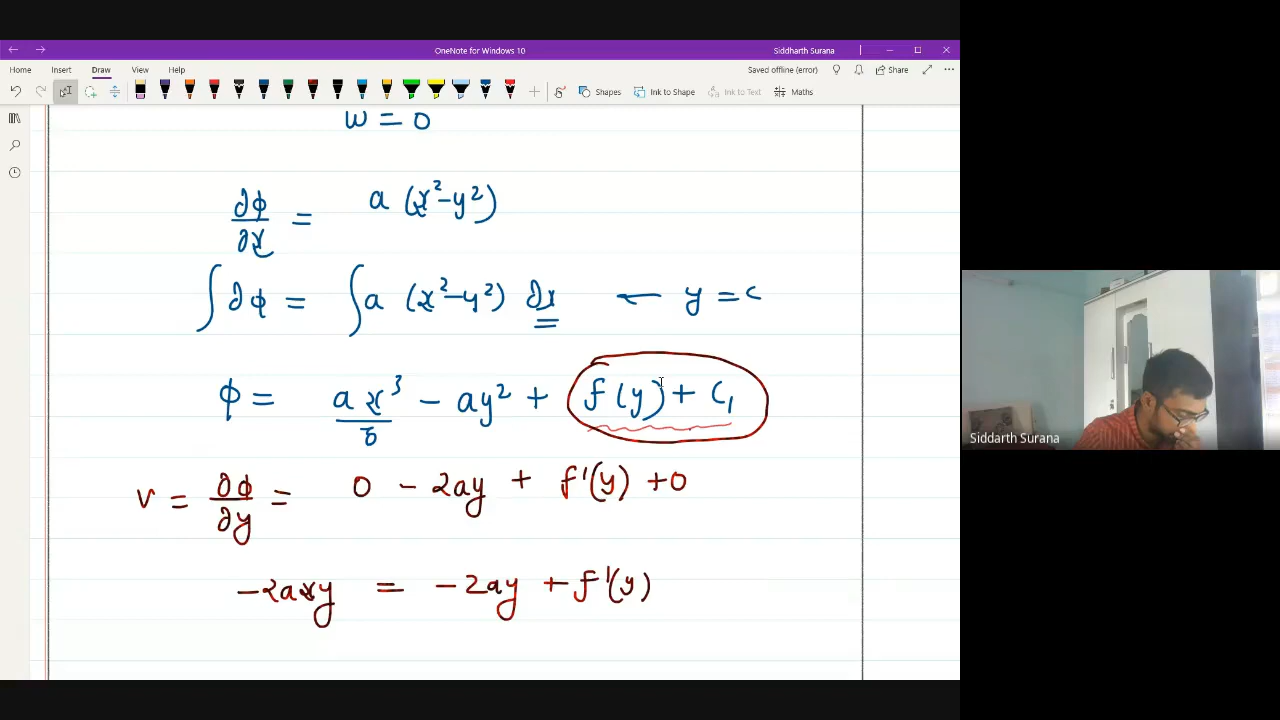 OneNote for Windows 10
Siddharth Surana
Home Insert Draw View Help
Saved offline (error) Share
Shapes Ink to Shape Ink to Text Maths
w = 0
∂ϕ/∂x = a (x²-y²)
∫∂ϕ = ∫a (x²-y²) ∂x ← y = c
ϕ = ax³/3 - ay² + f(y) + C₁
v = ∂ϕ/∂y = 0 - 2ay + f'(y) + 0
-2axy = -2ay + f'(y)
Siddarth Surana